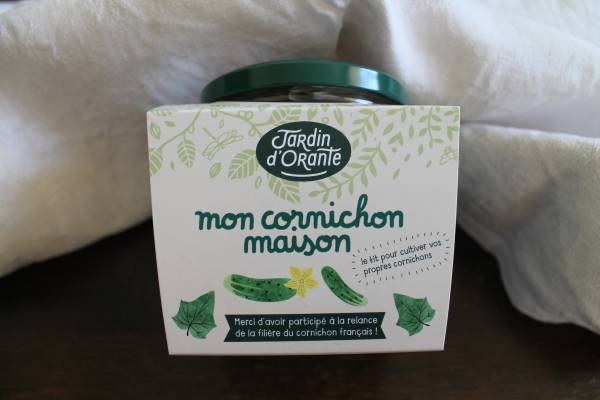 Jardin
d'Orante
mon cornichon
maison
le kit pour cultiver vos
propres cornichons
Merci d'avoir participé à la relance
de la filière du cornichon français !